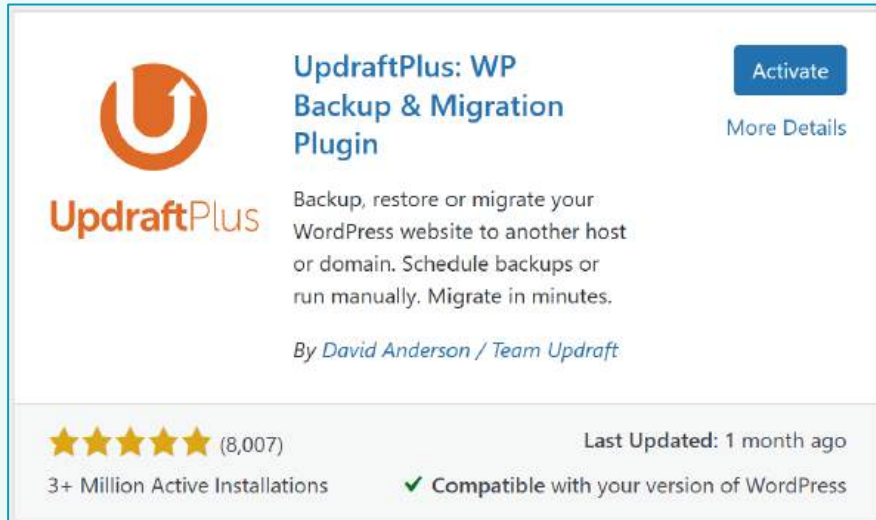 UpdraftPlus: WP
Backup & Migration
Plugin
Activate
More Details
UpdraftPlus
Backup, restore or migrate your
WordPress website to another host
or domain. Schedule backups or
run manually. Migrate in minutes.
By David Anderson / Team Updraft
(8,007)
Last Updated: 1 month ago
3+ Million Active Installations
✔ Compatible with your version of WordPress